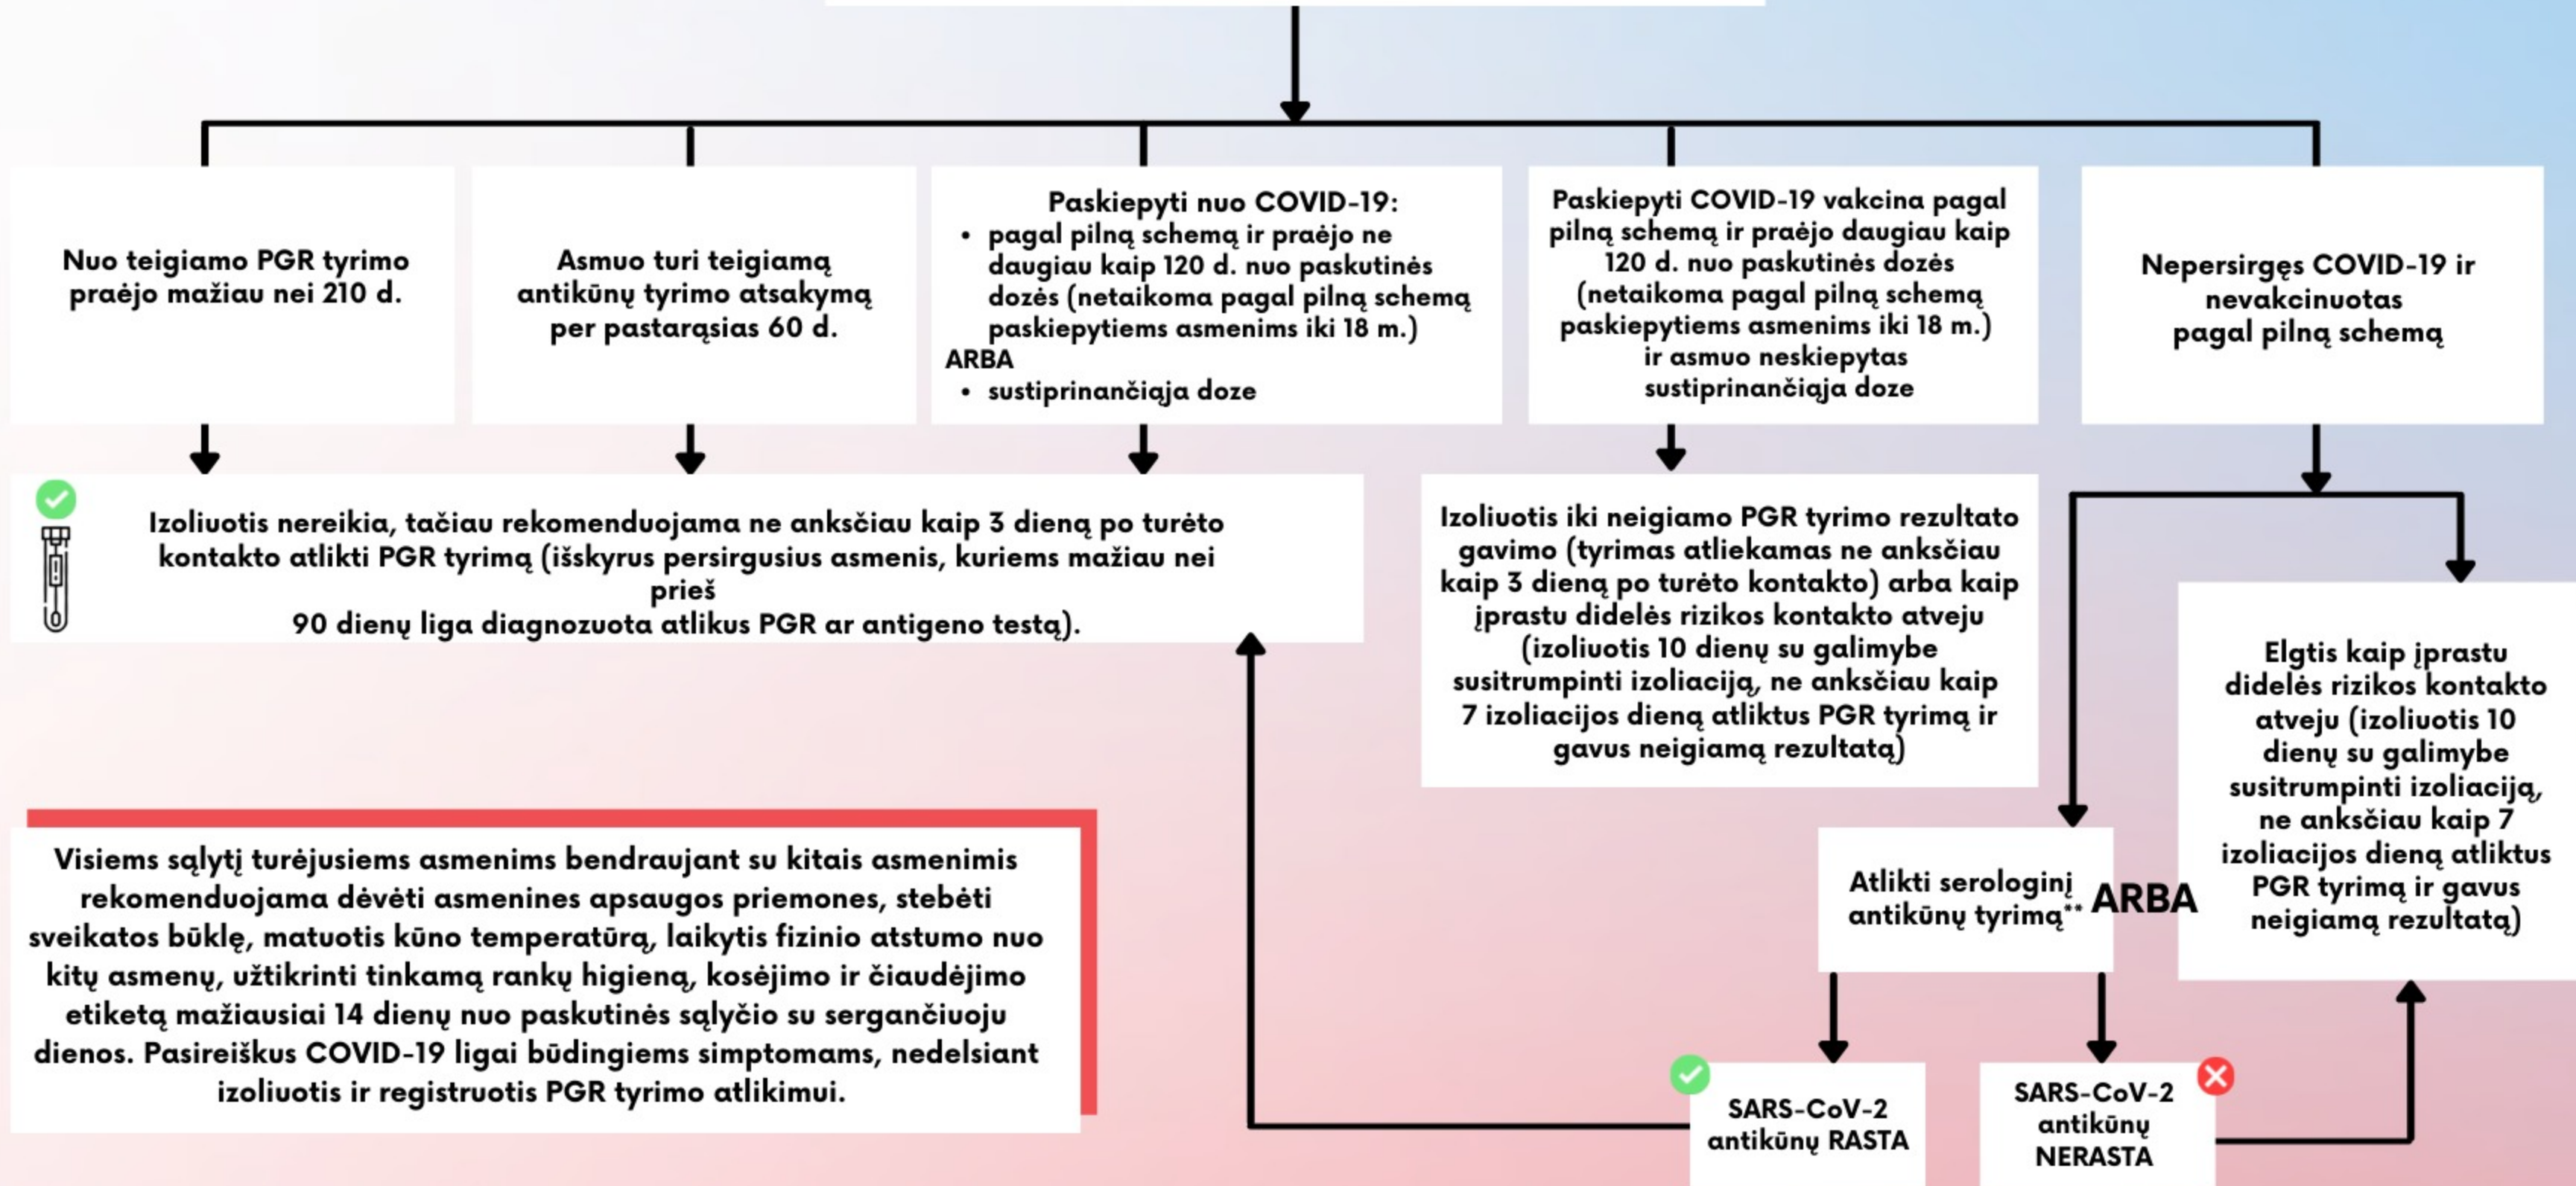 Nuo teigiamo PGR tyrimo
praėjo mažiau nei 210 d.
Asmuo turi teigiamą
antikūnų tyrimo atsakymą
per pastarąsias 60 d.
Paskiepyti nuo COVID-19:
• pagal pilną schemą ir praėjo ne
daugiau kaip 120 d. nuo paskutinės
dozės (netaikoma pagal pilną schemą
paskiepytiems asmenims iki 18 m.)
ARBA
• sustiprinančiąja doze
Paskiepyti COVID-19 vakcina pagal
pilną schemą ir praėjo daugiau kaip
120 d. nuo paskutinės dozės
(netaikoma pagal pilną schemą
paskiepytiems asmenims iki 18 m.)
ir asmuo neskiepytas
sustiprinančiąja doze
Nepersirgęs COVID-19 ir
nevakcinuotas
pagal pilną schemą
Izoliuotis nereikia, tačiau rekomenduojama ne anksčiau kaip 3 dieną po turėto
kontakto atlikti PGR tyrimą (išskyrus persirgusius asmenis, kuriems mažiau nei
prieš
90 dienų liga diagnozuota atlikus PGR ar antigeno testą).
Izoliuotis iki neigiamo PGR tyrimo rezultato
gavimo (tyrimas atliekamas ne anksčiau
kaip 3 dieną po turėto kontakto) arba kaip
įprastu didelės rizikos kontakto atveju
(izoliuotis 10 dienų su galimybe
susitrumpinti izoliaciją, ne anksčiau kaip
7 izoliacijos dieną atliktus PGR tyrimą ir
gavus neigiamą rezultatą)
Elgtis kaip įprastu
didelės rizikos kontakto
atveju (izoliuotis 10
dienų su galimybe
susitrumpinti izoliaciją,
ne anksčiau kaip 7
izoliacijos dieną atliktus
PGR tyrimą ir gavus
neigiamą rezultatą)
Atlikti serologinį
antikūnų tyrimą**
ARBA
Visiems sąlytį turėjusiems asmenims bendraujant su kitais asmenimis
rekomenduojama dėvėti asmenines apsaugos priemones, stebėti
sveikatos būklę, matuotis kūno temperatūrą, laikytis fizinio atstumo nuo
kitų asmenų, užtikrinti tinkamą rankų higieną, kosėjimo ir čiaudėjimo
etiketą mažiausiai 14 dienų nuo paskutinės sąlyčio su sergančiuoju
dienos. Pasireiškus COVID-19 ligai būdingiems simptomams, nedelsiant
izoliuotis ir registruotis PGR tyrimo atlikimui.
SARS-CoV-2
antikūnų RASTA
SARS-CoV-2
antikūnų
NERASTA